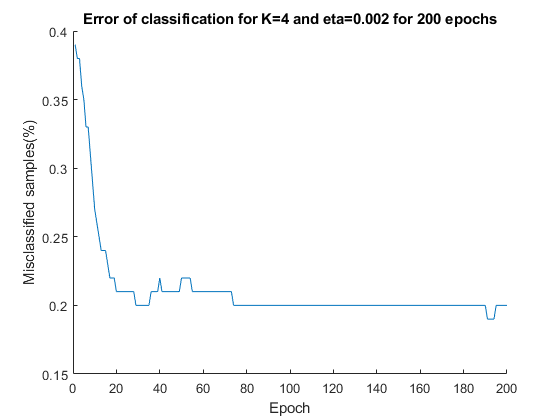 Error of classification for K=4 and eta=0.002 for 200 epochs
0.4
0.35
0.3
0.25
0.2
0.15
Misclassified samples(%)
0 20 40 60 80 100 120 140 160 180 200
Epoch